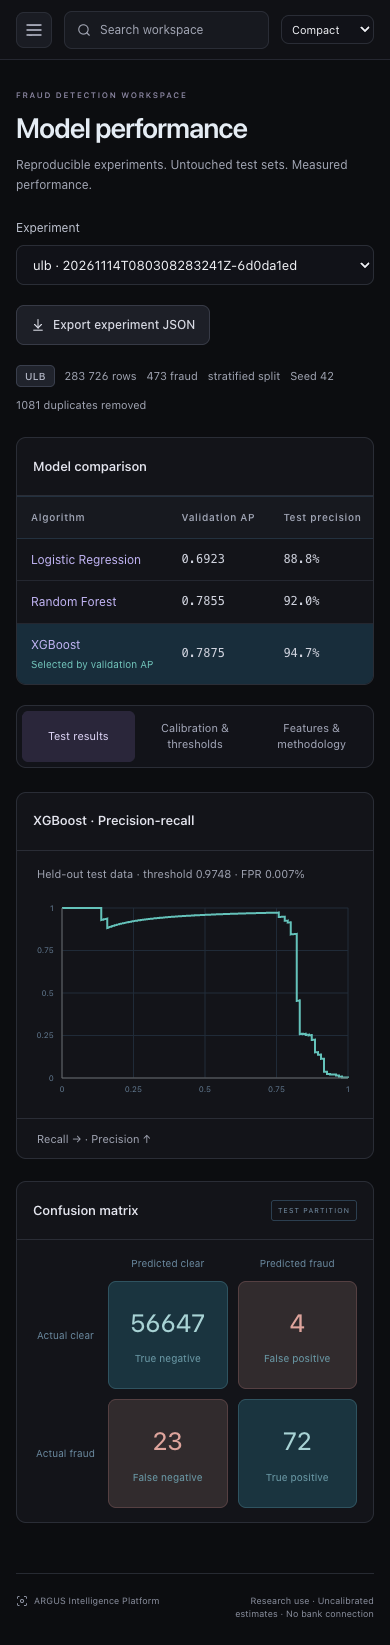 Search workspace
Compact
FRAUD DETECTION WORKSPACE
Model performance
Reproducible experiments. Untouched test sets. Measured
performance.
Experiment
ulb · 20261114T080308283241Z-6d0da1ed
Export experiment JSON
ULB 283 726 rows 473 fraud stratified split Seed 42
1081 duplicates removed
Model comparison
Algorithm Validation AP Test precision
Logistic Regression 0.6923 88.8%
Random Forest 0.7855 92.0%
XGBoost
Selected by validation AP
0.7875 94.7%
Test results
Calibration &
thresholds
Features &
methodology
XGBoost · Precision-recall
Held-out test data · threshold 0.9748 · FPR 0.007%
1
0.75
0.5
0.25
0
0 0.25 0.5 0.75 1
Recall → · Precision ↑
Confusion matrix
TEST PARTITION
Predicted clear Predicted fraud
Actual clear
56647
True negative
4
False positive
Actual fraud
23
False negative
72
True positive
ARGUS Intelligence Platform
Research use · Uncalibrated
estimates · No bank connection